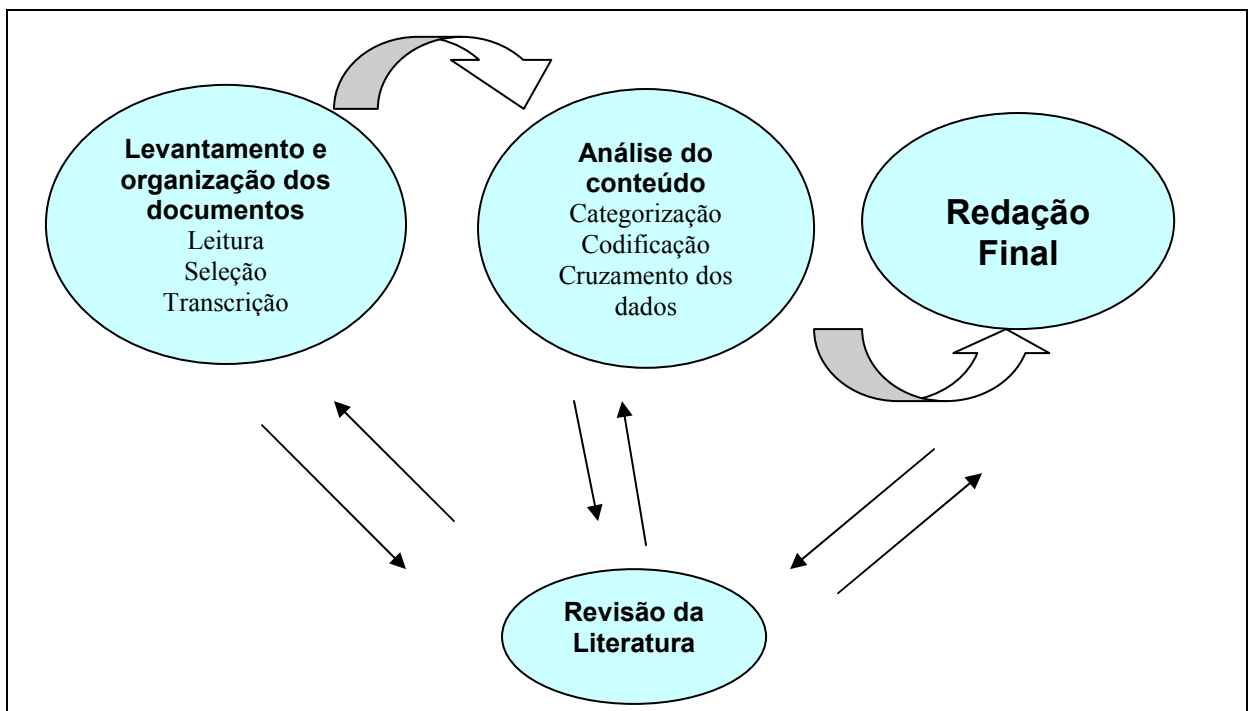 Levantamento e
organização dos
documentos
Leitura
Seleção
Transcrição
Análise do
conteúdo
Categorização
Codificação
Cruzamento dos
dados
Redação
Final
Revisão da
Literatura